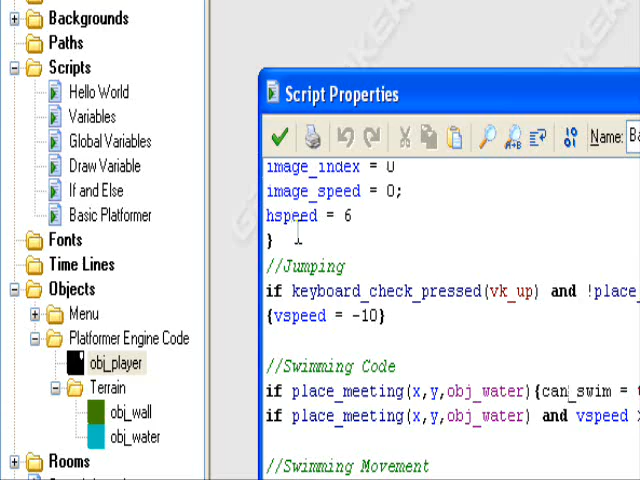 Backgrounds
Paths
Scripts
Hello World
Variables
Global Variables
Draw Variable
If and Else
Basic Platformer
Fonts
Time Lines
Objects
Menu
Platformer Engine Code
obj_player
Terrain
obj_wall
obj_water
Rooms
Script Properties
Name: Ba
image_index = 0
image_speed = 0;
hspeed = 6
}
//Jumping
if keyboard_check_pressed(vk_up) and !place_
{vspeed = -10}
//Swimming Code
if place_meeting(x,y,obj_water){can_swim = t
if place_meeting(x,y,obj_water) and vspeed >
//Swimming Movement